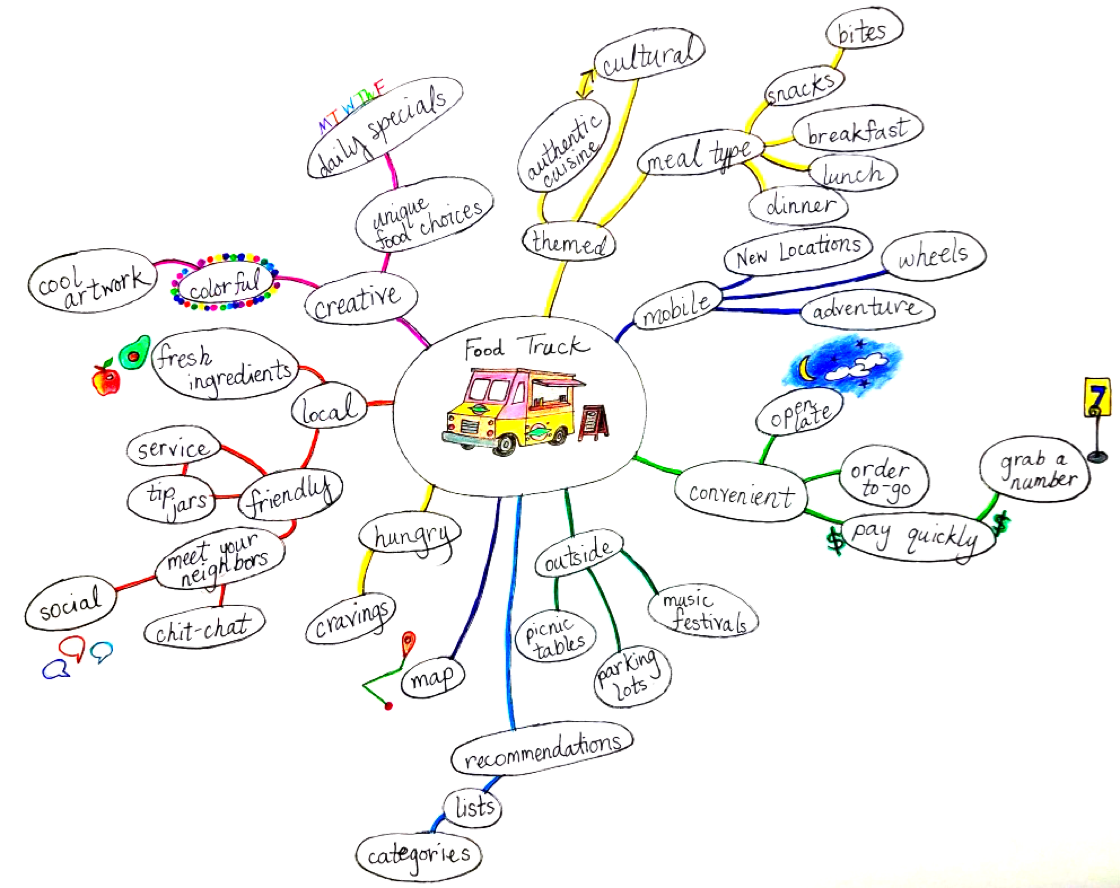 Food Truck
themed
cultural
authentic
cuisine
meal type
snacks
bites
breakfast
lunch
dinner
mobile
New Locations
wheels
adventure
convenient
open
late
order
to-go
$ pay quickly $
grab a
number
7
outside
music
festivals
parking
lots
picnic
tables
recommendations
lists
categories
map
hungry
cravings
local
fresh
ingredients
friendly
service
tip
jars
meet your
neighbors
social
chit-chat
creative
colorful
cool
artwork
unique
food choices
daily specials
M T W Th F